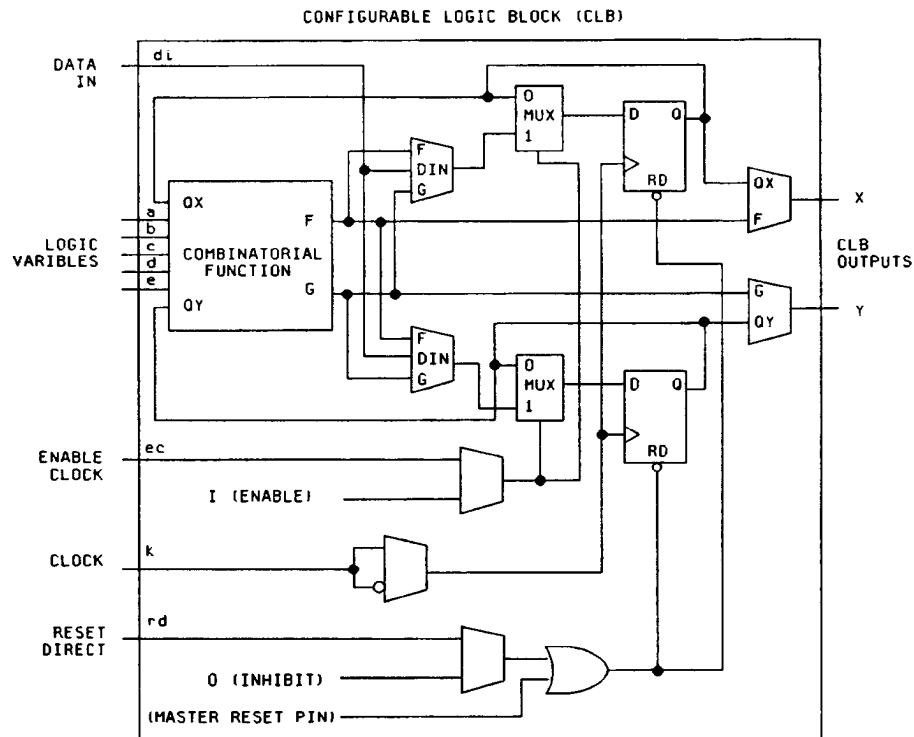 CONFIGURABLE LOGIC BLOCK (CLB)
DATA
IN
di
0
MUX
1
D
Q
RD
F
DIN
G
QX
F
X
QX
a
b
c
d
e
LOGIC
VARIBLES
COMBINATORIAL
FUNCTION
F
G
QY
CLB
OUTPUTS
G
QY
Y
F
DIN
G
0
MUX
1
D
Q
RD
ENABLE
CLOCK
ec
I (ENABLE)
CLOCK
k
RESET
DIRECT
rd
0 (INHIBIT)
(MASTER RESET PIN)